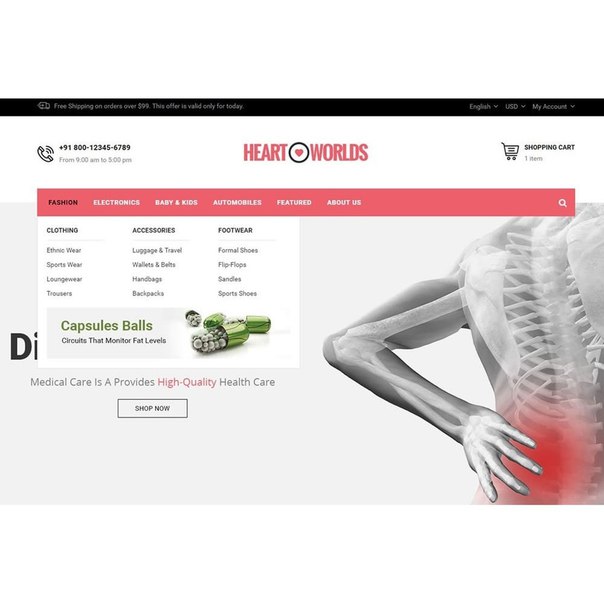 Free Shipping on orders over $99. This offer is valid only for today.
English USD My Account
+91 800-12345-6789
From 9:00 am to 5:00 pm
HEART WORLDS
SHOPPING CART
1 item
FASHION ELECTRONICS BABY & KIDS AUTOMOBILES FEATURED ABOUT US
CLOTHING ACCESSORIES FOOTWEAR
Ethnic Wear Luggage & Travel Formal Shoes
Sports Wear Wallets & Belts Flip-Flops
Loungewear Handbags Sandles
Trousers Backpacks Sports Shoes
Capsules Balls
Circuits That Monitor Fat Levels
Di
Medical Care Is A Provides High-Quality Health Care
SHOP NOW